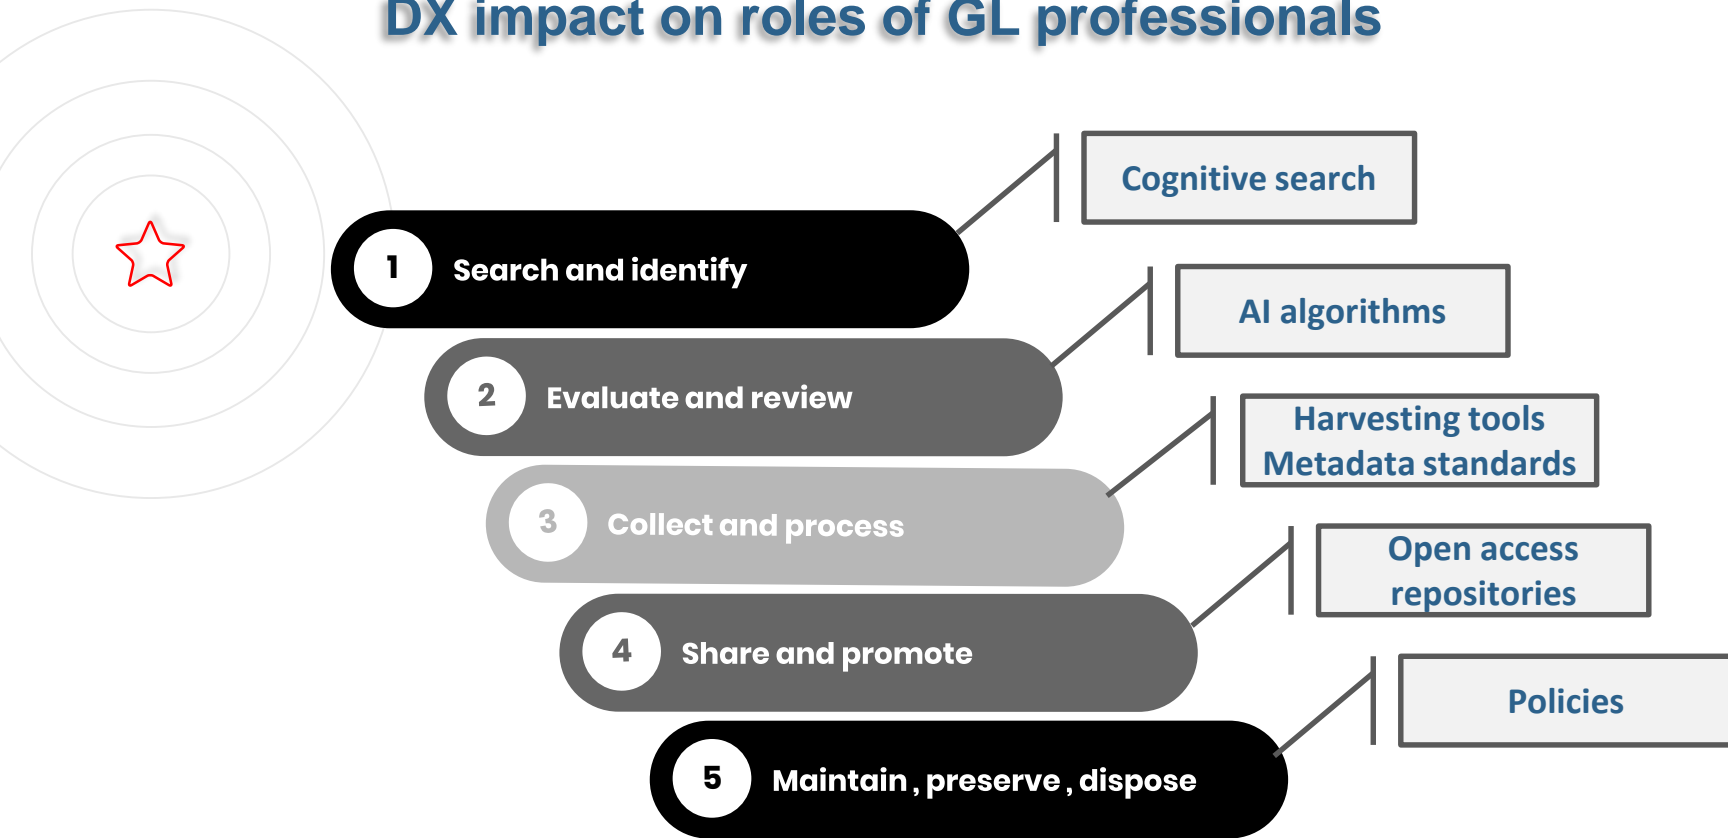 DX impact on roles of GL professionals
Cognitive search
1 Search and identify
AI algorithms
2 Evaluate and review
Harvesting tools
Metadata standards
3 Collect and process
Open access
repositories
4 Share and promote
Policies
5 Maintain , preserve , dispose